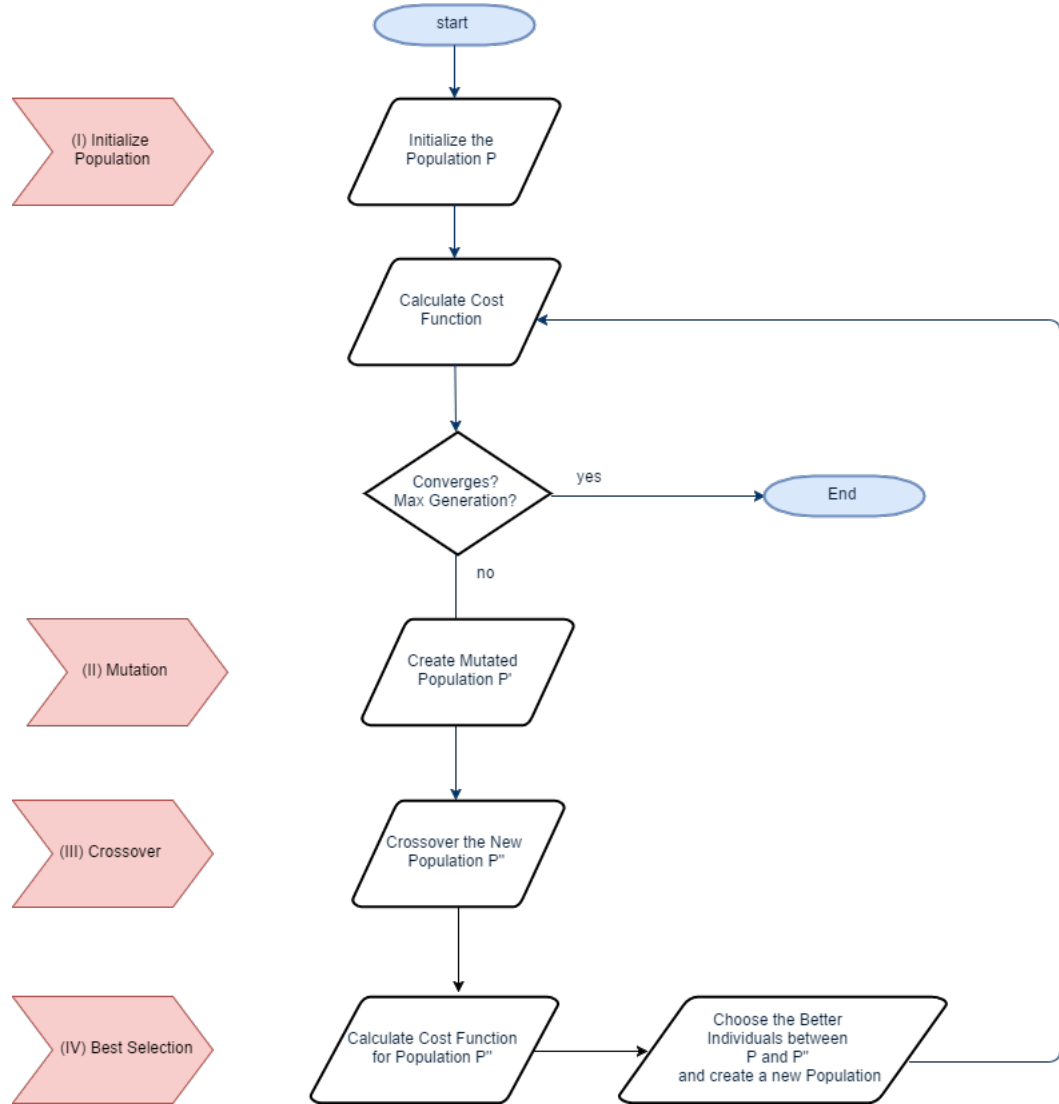 start
(I) Initialize
Population
Initialize the
Population P
Calculate Cost
Function
Converges?
Max Generation?
yes
End
no
(II) Mutation
Create Mutated
Population P'
(III) Crossover
Crossover the New
Population P"
(IV) Best Selection
Calculate Cost Function
for Population P"
Choose the Better
Individuals between
P and P"
and create a new Population